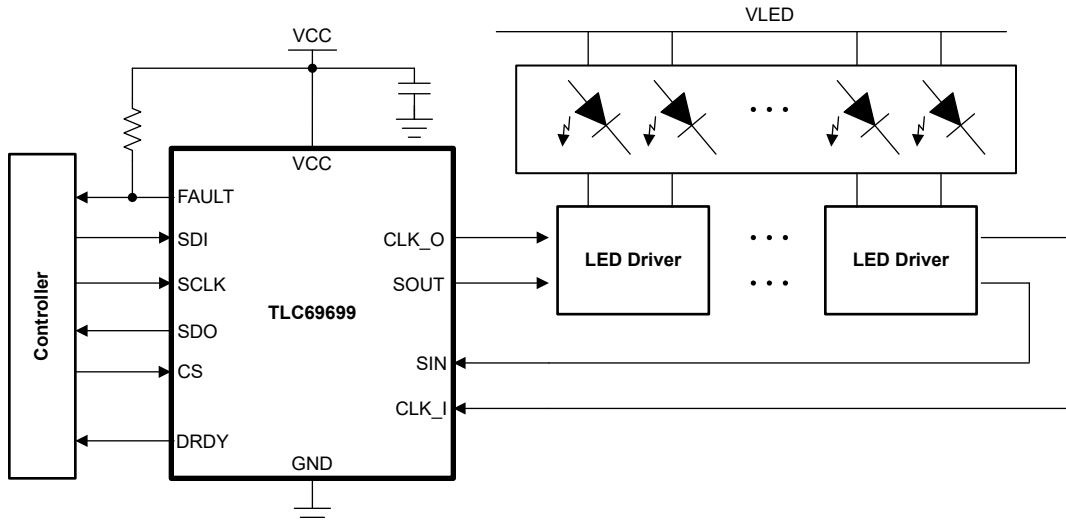 VLED
VCC
VCC
FAULT
SDI
CLK_O
SCLK
SOUT
TLC69699
SDO
SIN
CS
CLK_I
DRDY
GND
Controller
LED Driver
LED Driver